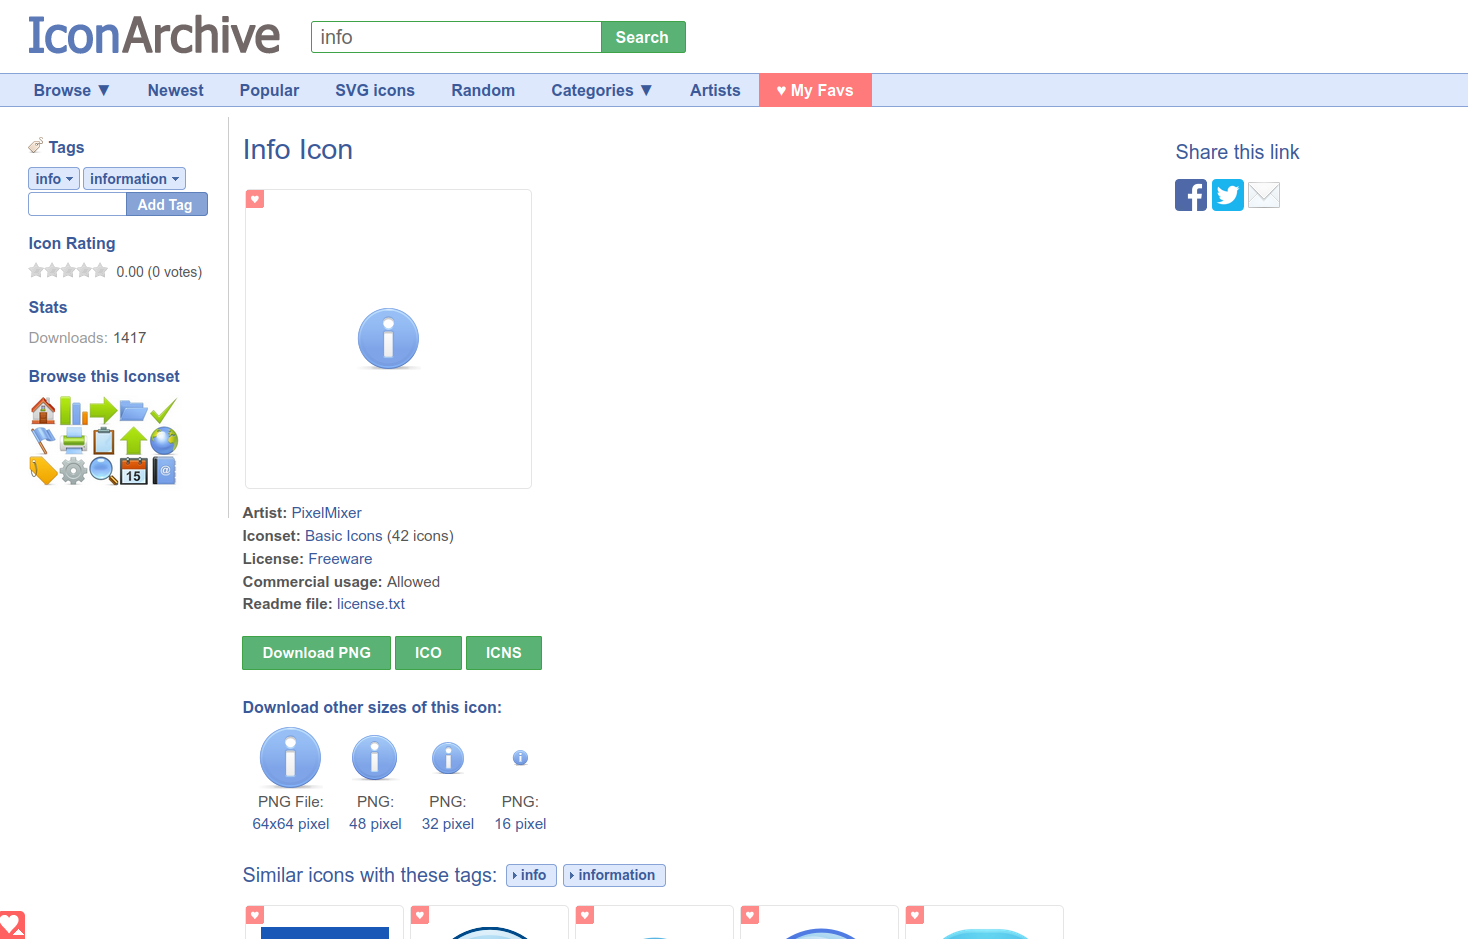 IconArchive
info
Search
Browse ▼ Newest Popular SVG icons Random Categories ▼ Artists ♥ My Favs
Tags
info information
Add Tag
Icon Rating
0.00 (0 votes)
Stats
Downloads: 1417
Browse this Iconset
15
@
Info Icon
Artist: PixelMixer
Iconset: Basic Icons (42 icons)
License: Freeware
Commercial usage: Allowed
Readme file: license.txt
Download PNG ICO ICNS
Download other sizes of this icon:
PNG File: PNG: PNG: PNG:
64x64 pixel 48 pixel 32 pixel 16 pixel
Similar icons with these tags: info information
Share this link